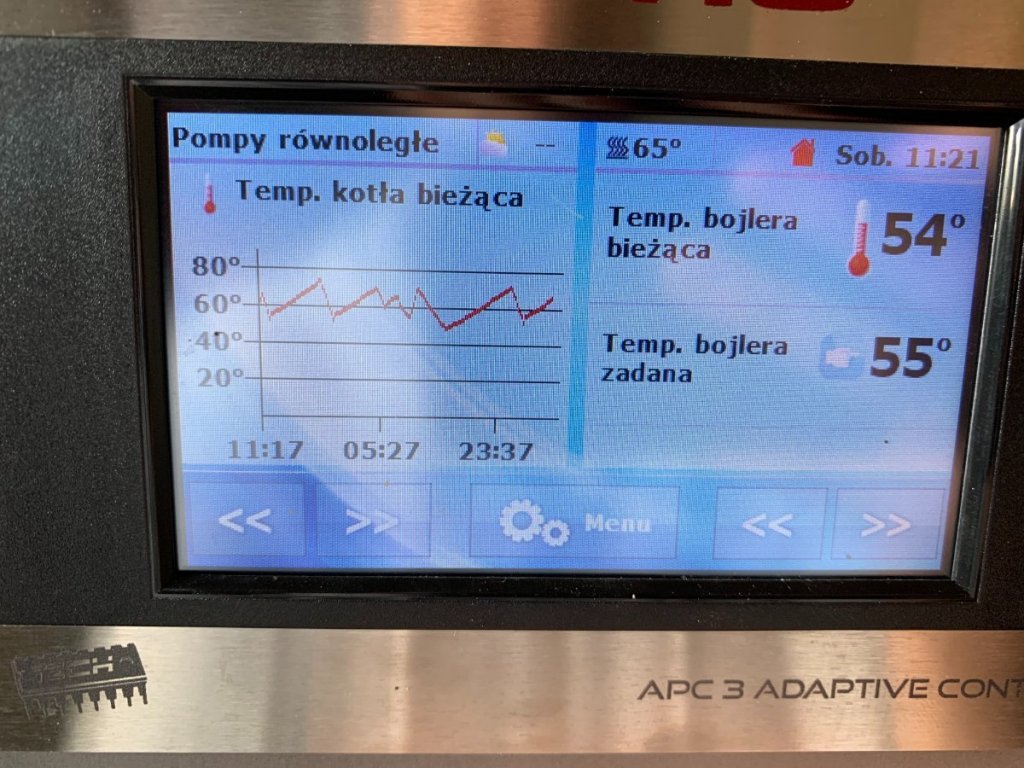 Pompy równoległe
--
65°
Sob. 11:21
Temp. kotła bieżąca
80°
60°
40°
20°
11:17 05:27 23:37
Temp. bojlera
bieżąca
54°
Temp. bojlera
zadana
55°
<< >> Menu << >>
TECH
APC 3 ADAPTIVE CONT